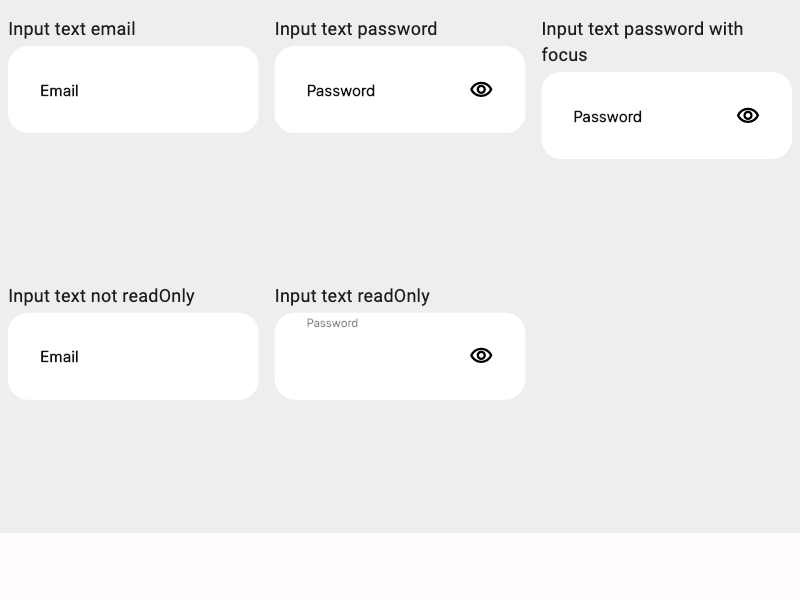 Input text email
Email
Input text password
Password
Input text password with
focus
Password
Input text not readOnly
Email
Input text readOnly
Password